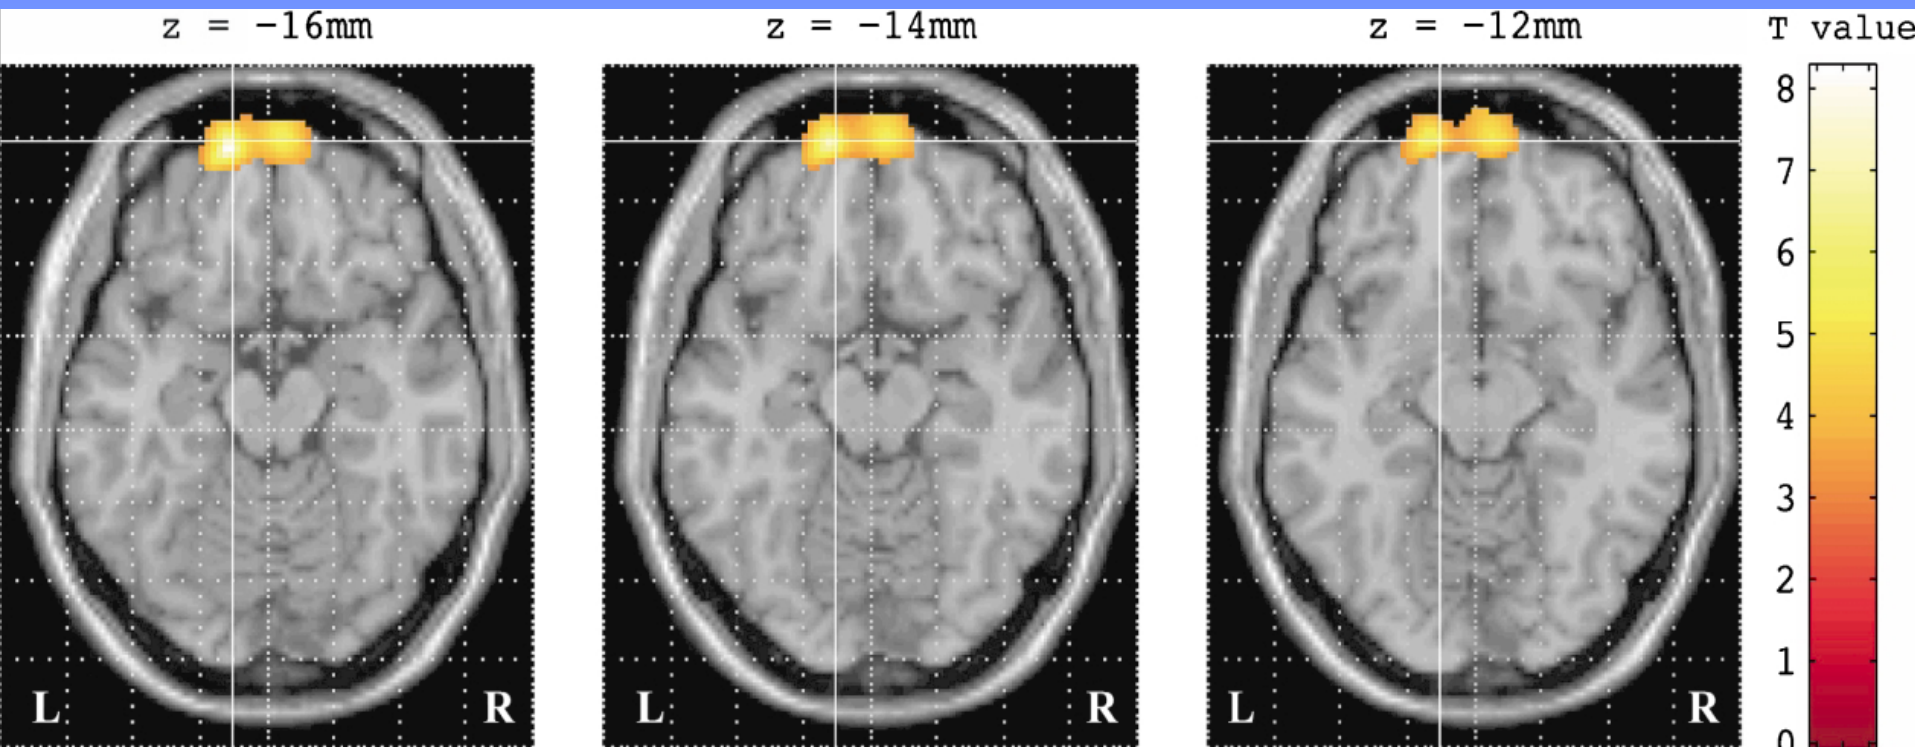 z = −16mm
z = −14mm
z = −12mm
T value
8
7
6
5
4
3
2
1
0
L
R
L
R
L
R